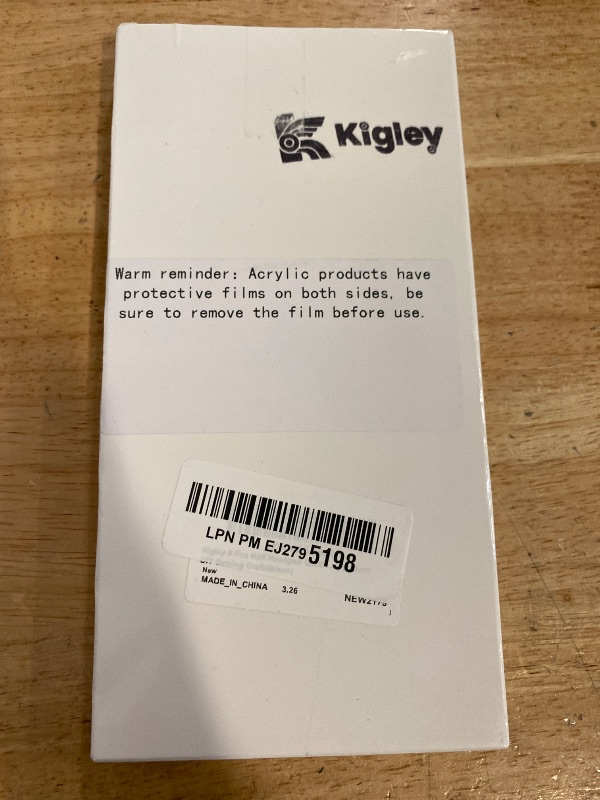 Kigley
Warm reminder: Acrylic products have
protective films on both sides, be
sure to remove the film before use.
LPN PM EJ2795198
New
MADE_IN_CHINA 3.26